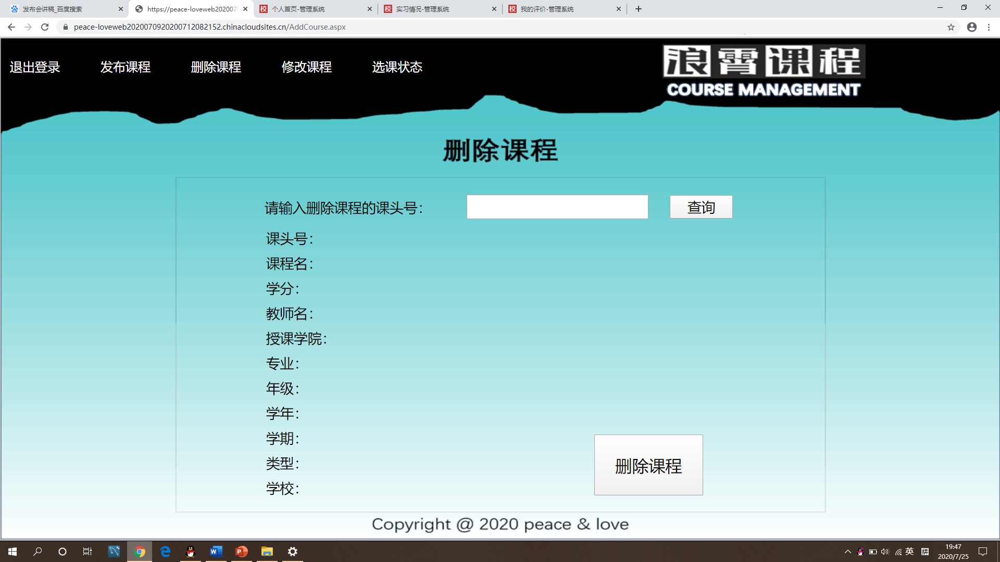 发布会讲稿_百度搜索
https://peace-loveweb202007
个人首页-管理系统
实习情况-管理系统
我的评价-管理系统
peace-loveweb2020070920200712082152.chinacloudsites.cn/AddCourse.aspx
退出登录
发布课程
删除课程
修改课程
选课状态
浪霄课程
COURSE MANAGEMENT
删除课程
请输入删除课程的课头号：
查询
课头号：
课程名：
学分：
教师名：
授课学院：
专业：
年级：
学年：
学期：
类型：
学校：
删除课程
Copyright @ 2020 peace & love
英
拼
19:47
2020/7/25